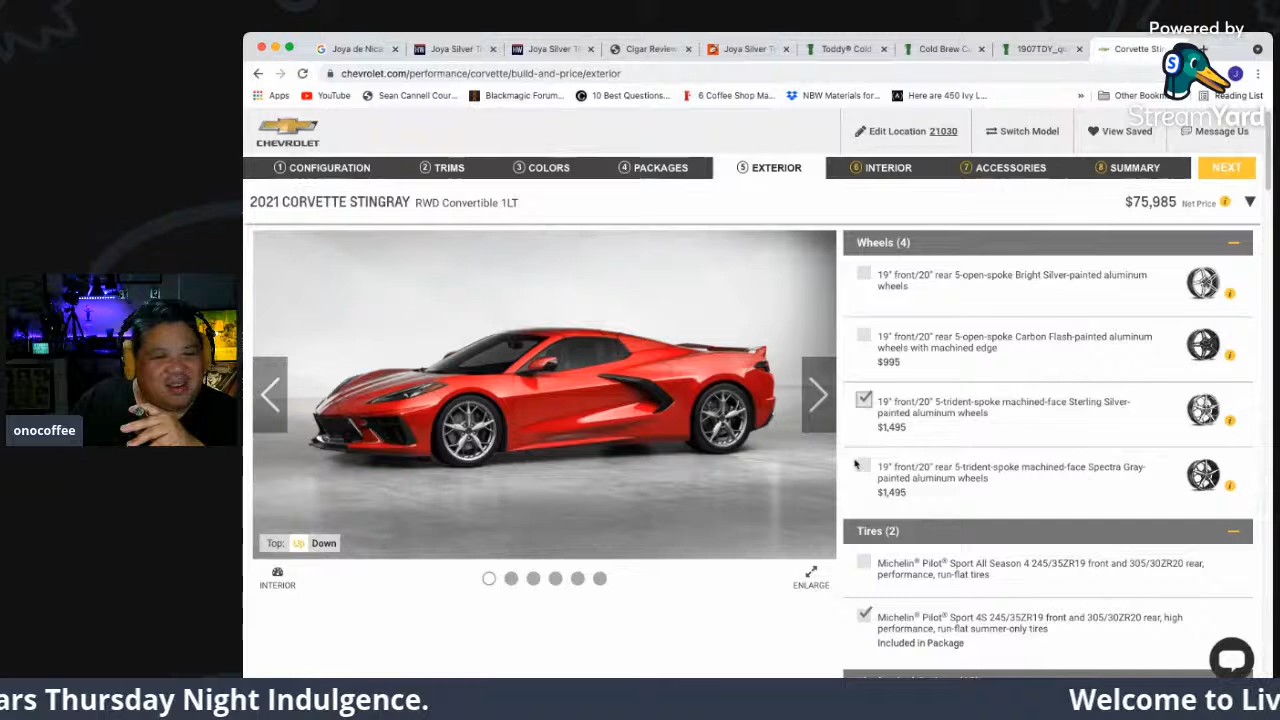 Powered by
StreamYard
Joya de Nica
Joya Silver T
Joya Silver T
Cigar Review
Joya Silver T
Toddy® Cold
Cold Brew C
1907TDY_q
Corvette Sti
chevrolet.com/performance/corvette/build-and-price/exterior
Apps
YouTube
Sean Cannell Cour...
Blackmagic Forum...
10 Best Questions...
6 Coffee Shop Ma...
NBW Materials for...
Here are 450 Ivy L...
»
Other Book
Reading List
CHEVROLET
Edit Location 21030
Switch Model
View Saved
Message Us
1 CONFIGURATION
2 TRIMS
3 COLORS
4 PACKAGES
5 EXTERIOR
6 INTERIOR
7 ACCESSORIES
8 SUMMARY
NEXT
2021 CORVETTE STINGRAY RWD Convertible 1LT
$75,985 Net Price
Wheels (4)
19" front/20" rear 5-open-spoke Bright Silver-painted aluminum
wheels
19" front/20" rear 5-open-spoke Carbon Flash-painted aluminum
wheels with machined edge
$995
19" front/20" 5-trident-spoke machined-face Sterling Silver-
painted aluminum wheels
$1,495
19" front/20" rear 5-trident-spoke machined-face Spectra Gray-
painted aluminum wheels
$1,495
Tires (2)
Michelin® Pilot® Sport All Season 4 245/35ZR19 front and 305/30ZR20 rear,
performance, run-flat tires
Michelin® Pilot® Sport 4S 245/35ZR19 front and 305/30ZR20 rear, high
performance, run-flat summer-only tires
Included in Package
Top: Up Down
INTERIOR
ENLARGE
onocoffee
ars Thursday Night Indulgence.
Welcome to Liv